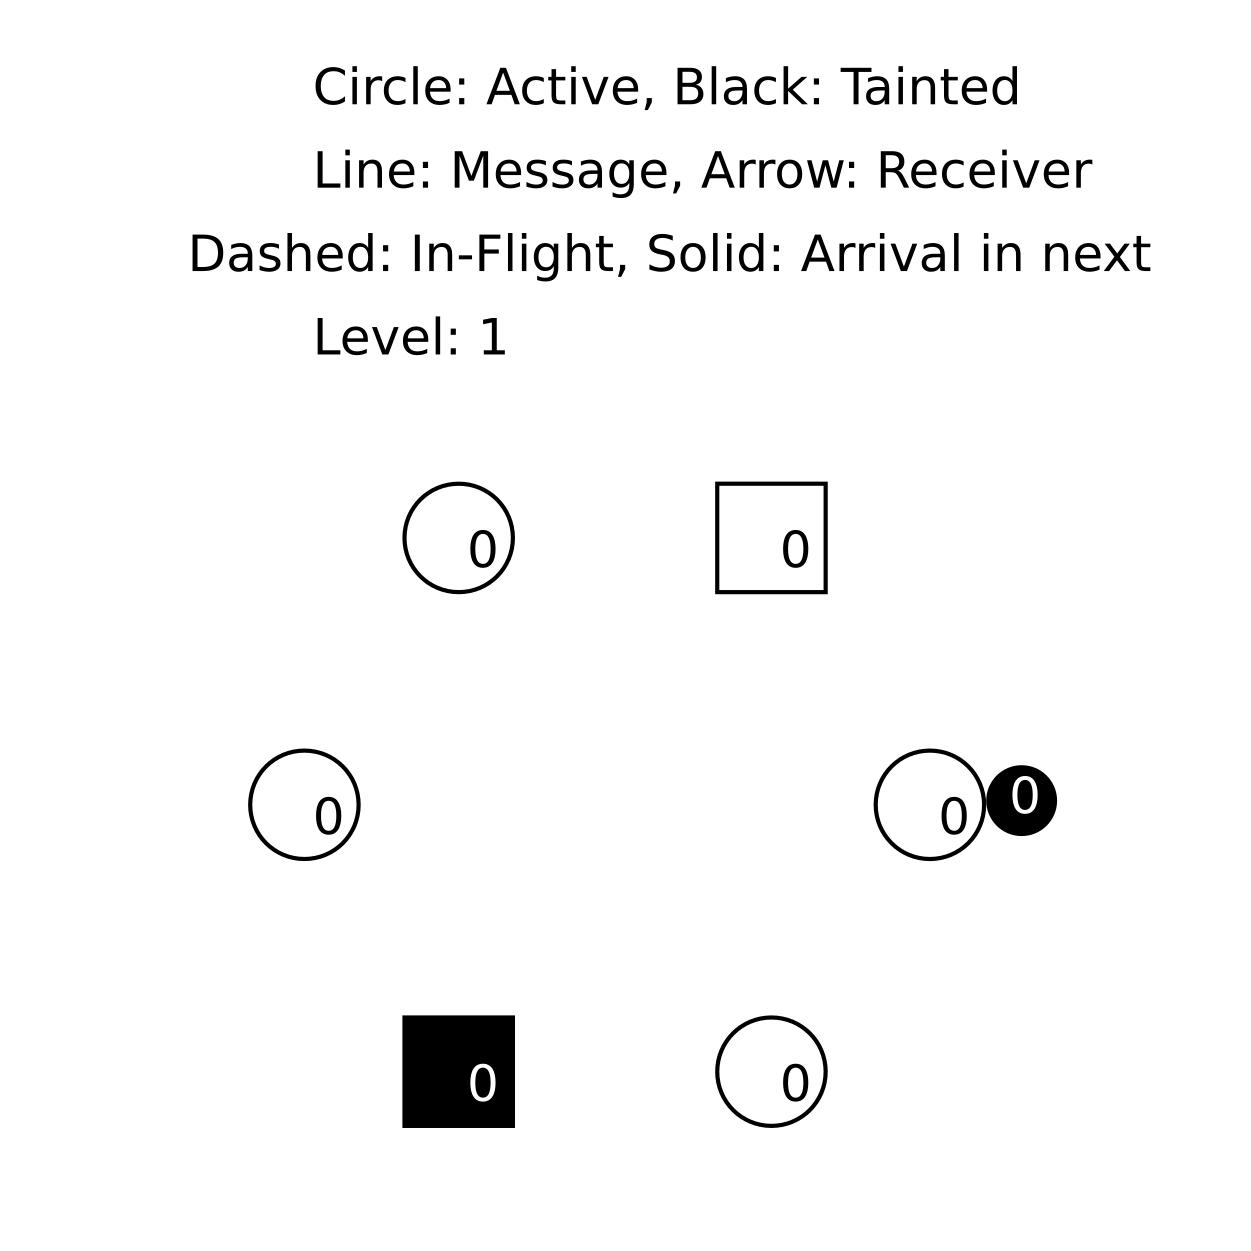 Circle: Active, Black: Tainted
Line: Message, Arrow: Receiver
Dashed: In-Flight, Solid: Arrival in next
Level: 1
0 0
0 0 0
0 0